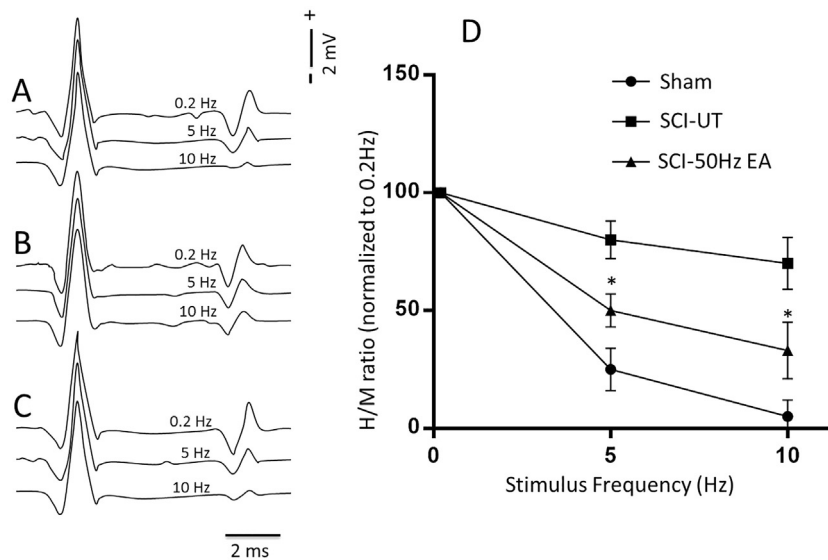 A
0.2 Hz
5 Hz
10 Hz
B
0.2 Hz
5 Hz
10 Hz
C
0.2 Hz
5 Hz
10 Hz
2 ms
+
2 mV
D
Sham
SCI-UT
SCI-50Hz EA
H/M ratio (normalized to 0.2Hz)
150
100
50
0
*
*
0
5
10
Stimulus Frequency (Hz)